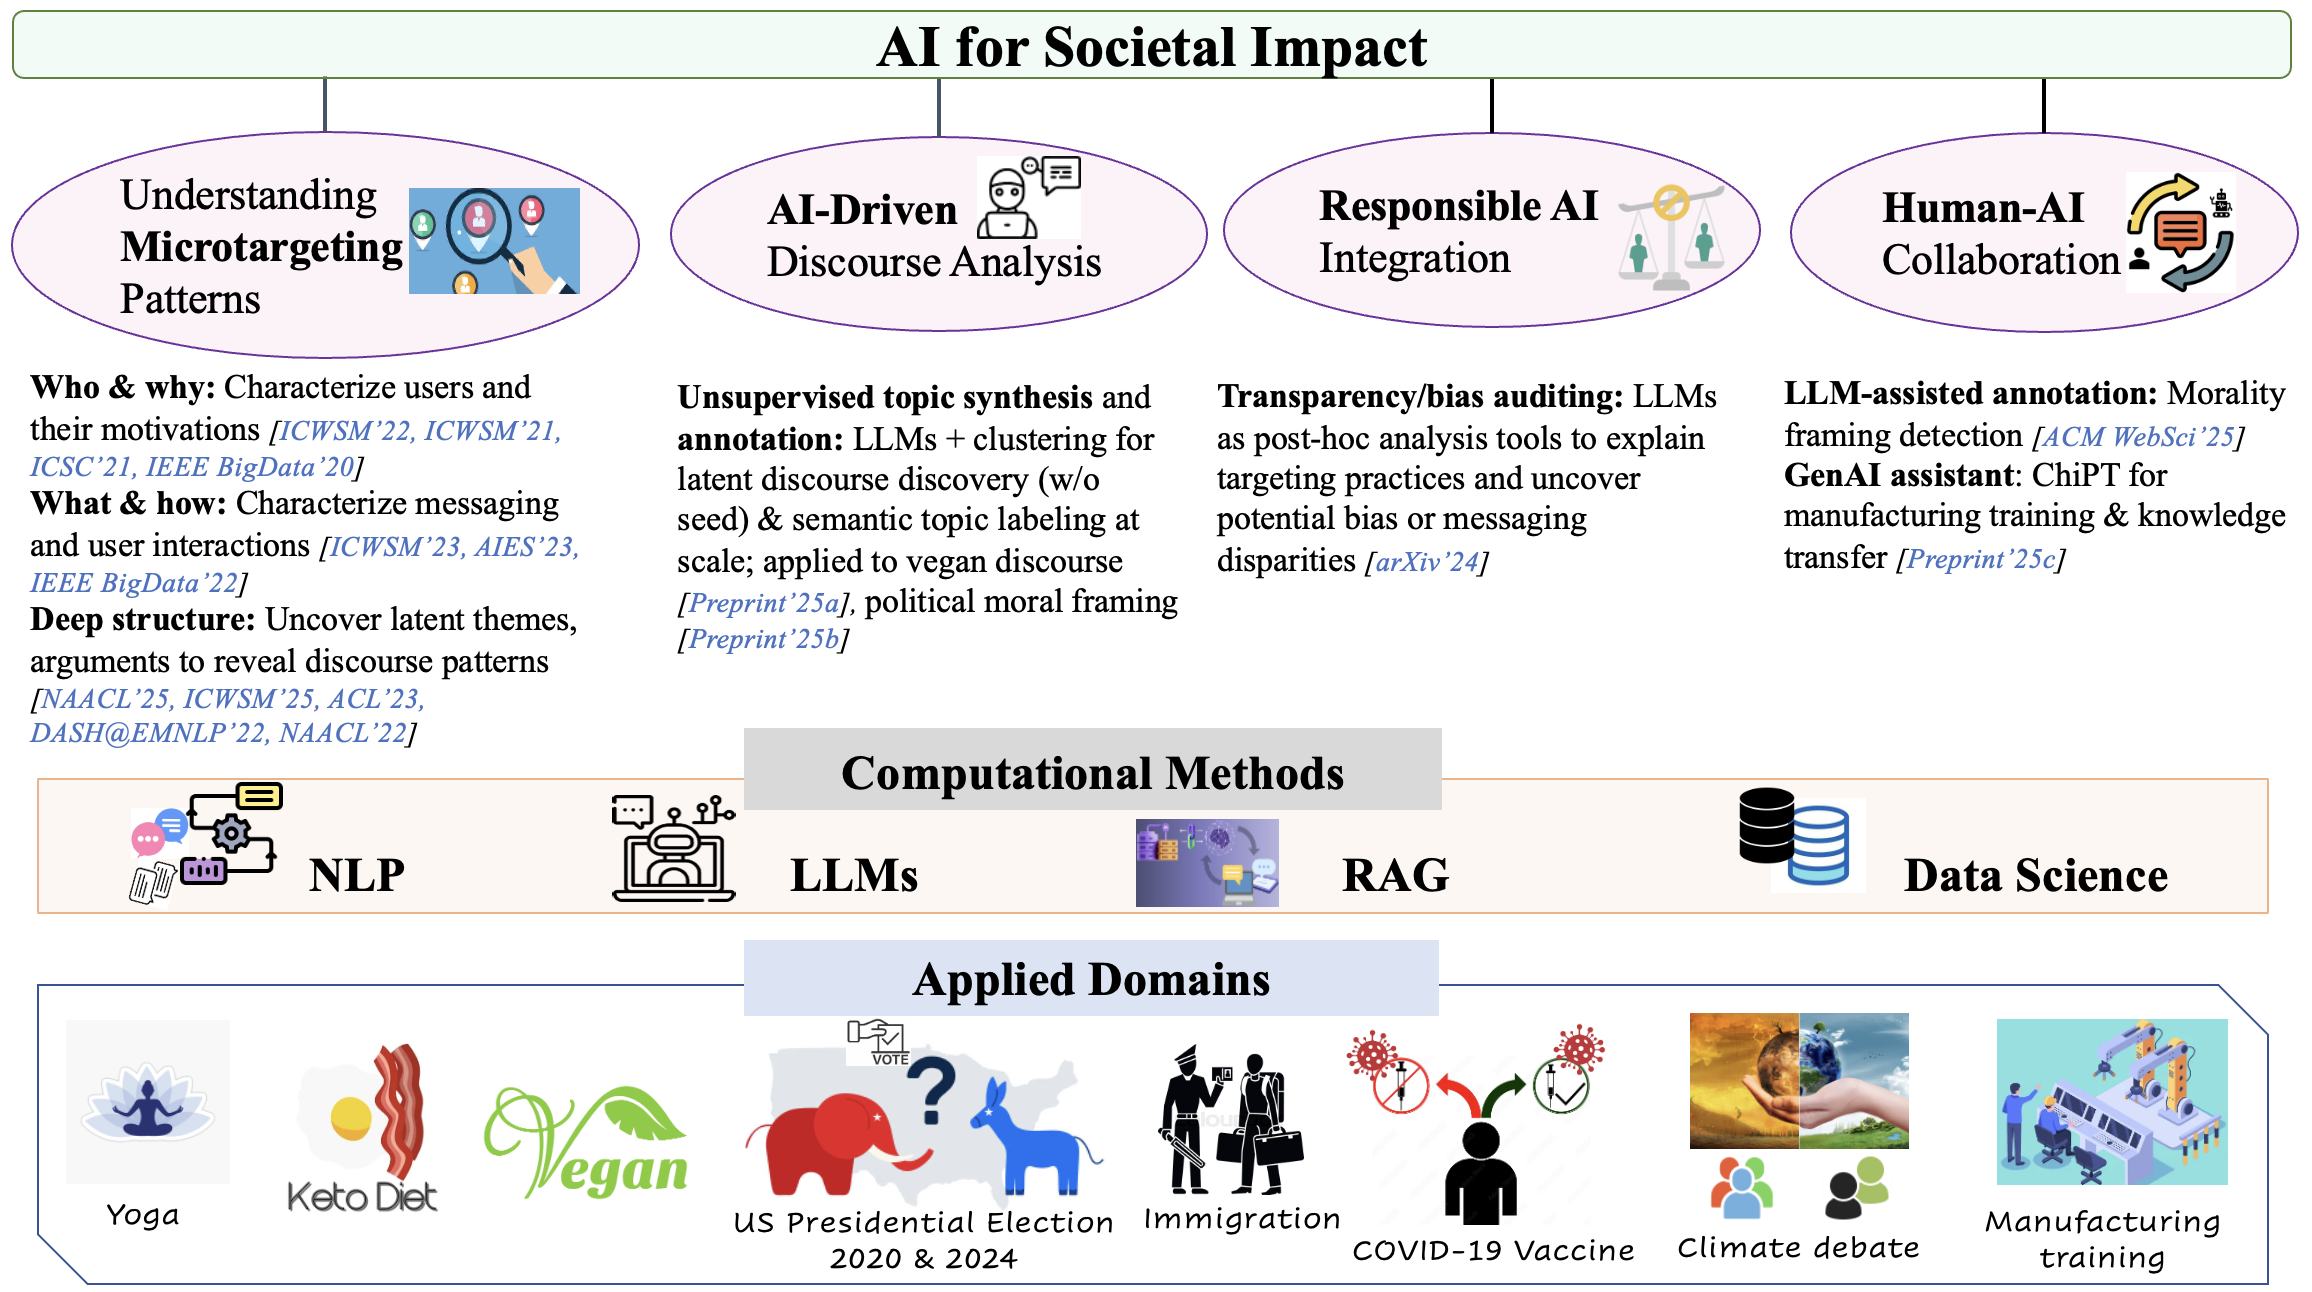 AI for Societal Impact
Understanding
Microtargeting
Patterns
AI-Driven
Discourse Analysis
Responsible AI
Integration
Human-AI
Collaboration
Who & why: Characterize users and
their motivations [ICWSM’22, ICWSM’21,
ICSC’21, IEEE BigData’20]
What & how: Characterize messaging
and user interactions [ICWSM’23, AIES’23,
IEEE BigData’22]
Deep structure: Uncover latent themes,
arguments to reveal discourse patterns
[NAACL’25, ICWSM’25, ACL’23,
DASH@EMNLP’22, NAACL’22]
Unsupervised topic synthesis and
annotation: LLMs + clustering for
latent discourse discovery (w/o
seed) & semantic topic labeling at
scale; applied to vegan discourse
[Preprint’25a], political moral framing
[Preprint’25b]
Transparency/bias auditing: LLMs
as post-hoc analysis tools to explain
targeting practices and uncover
potential bias or messaging
disparities [arXiv’24]
LLM-assisted annotation: Morality
framing detection [ACM WebSci’25]
GenAI assistant: ChiPT for
manufacturing training & knowledge
transfer [Preprint’25c]
Computational Methods
NLP
LLMs
RAG
Data Science
Applied Domains
Yoga
Keto Diet
Vegan
VOTE
?
US Presidential Election
2020 & 2024
Immigration
COVID-19 Vaccine
Climate debate
Manufacturing
training